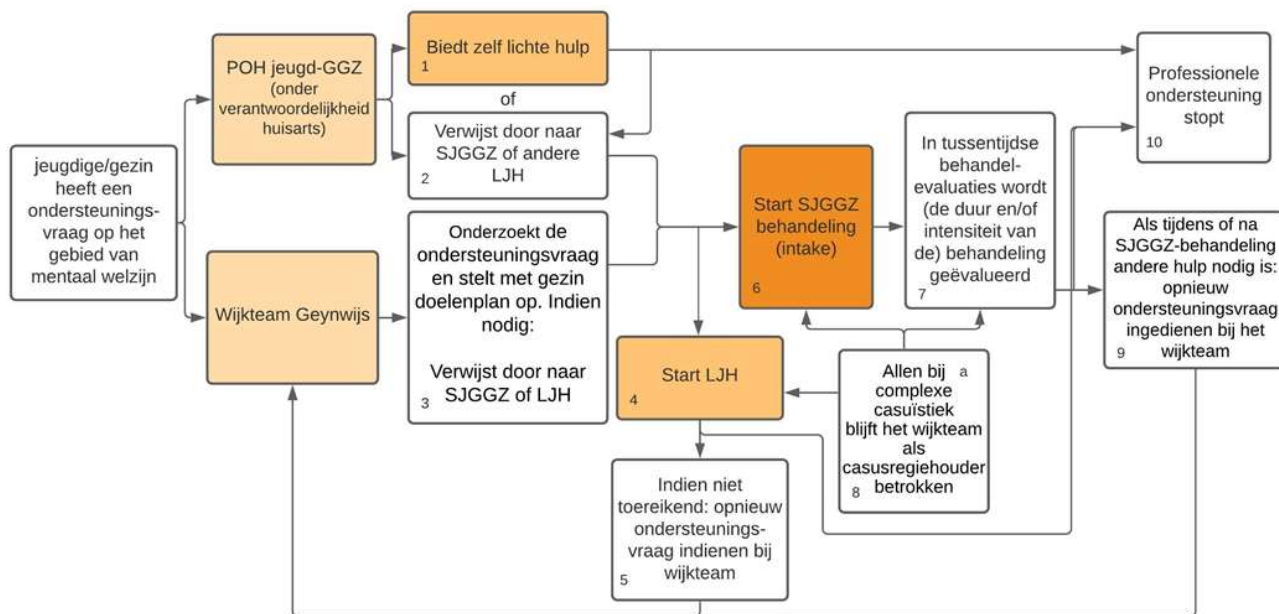 jeugdige/gezin
heeft een
ondersteunings-
vraag op het
gebied van
mentaal welzijn
POH jeugd-GGZ
(onder
verantwoordelijkheid
huisarts)
Wijkteam Geynwijs
Biedt zelf lichte hulp
1
of
Verwijst door naar
SJGGZ of andere
LJH
2
Onderzoekt de
ondersteuningsvraag
en stelt met gezin
doelenplan op. Indien
nodig:
Verwijst door naar
SJGGZ of LJH
3
Start LJH
4
Indien niet
toereikend: opnieuw
ondersteunings-
vraag indienen bij
wijkteam
5
Start SJGGZ
behandeling
(intake)
6
In tussentijdse
behandel-
evaluaties wordt
(de duur en/of
intensiteit van
de) behandeling
geëvalueerd
7
Allen bij a
complexe
casuïstiek
blijft het wijkteam
als
casusregiehouder
betrokken
8
Als tijdens of na
SJGGZ-behandeling
andere hulp nodig is:
opnieuw
ondersteuningsvraag
ingedienen bij het
wijkteam
9
Professionele
ondersteuning
stopt
10